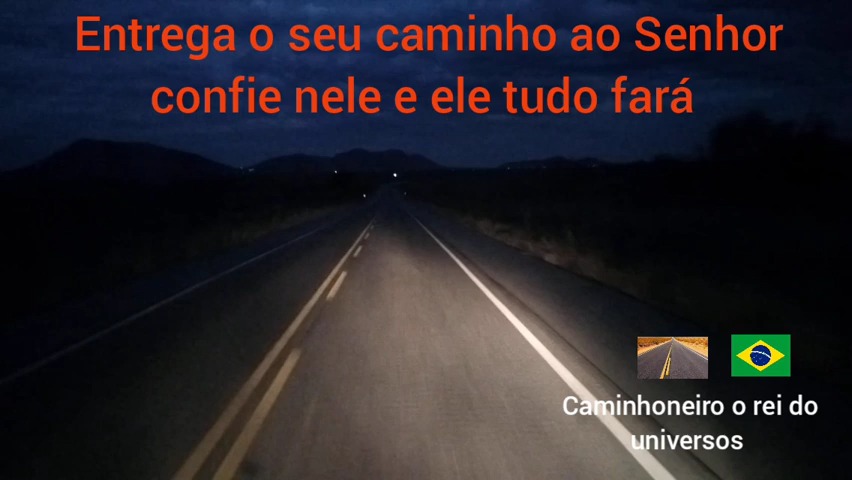 Entrega o seu caminho ao Senhor
confie nele e ele tudo fará
Caminhoneiro o rei do
universos